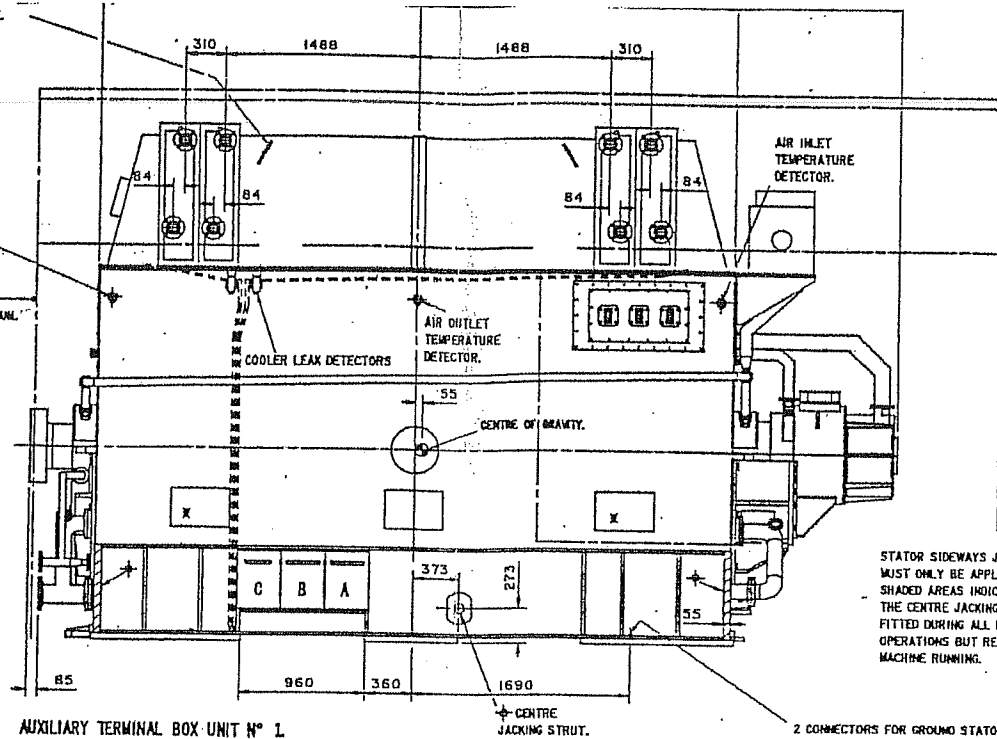 310
1488
1488
310
AIR INLET
TEMPERATURE
DETECTOR.
84
84
84
84
AIR OUTLET
TEMPERATURE
DETECTOR.
COOLER LEAK DETECTORS
55
CENTRE OF GRAVITY.
C B A
373
273
55
STATOR SIDEWAYS J
MUST ONLY BE APPL
SHADED AREAS INDIC
THE CENTRE JACKING
FITTED DURING ALL
OPERATIONS BUT RE
MACHINE RUNNING.
85
960
360
1690
AUXILIARY TERMINAL BOX UNIT Nº 1.
CENTRE
JACKING STRUT.
2 CONNECTORS FOR GROUND STATO